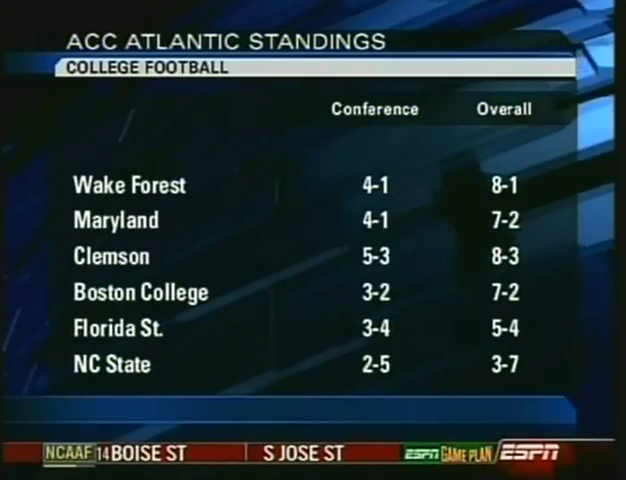 ACC ATLANTIC STANDINGS
COLLEGE FOOTBALL
Conference Overall
Wake Forest 4-1 8-1
Maryland 4-1 7-2
Clemson 5-3 8-3
Boston College 3-2 7-2
Florida St. 3-4 5-4
NC State 2-5 3-7
NCAAF 14 BOISE ST S JOSE ST ESPN GAME PLAN ESPN